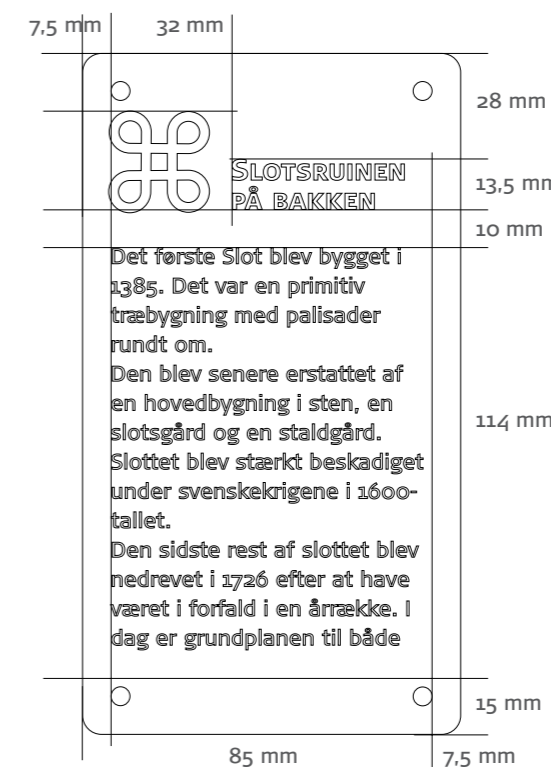 7,5 mm
32 mm
28 mm
SLOTSRUINEN
PÅ BAKKEN
13,5 mm
10 mm
Det første Slot blev bygget i
1385. Det var en primitiv
træbygning med palisader
rundt om.
Den blev senere erstattet af
en hovedbygning i sten, en
slotsgård og en staldgård.
Slottet blev stærkt beskadiget
under svenskekrigene i 1600-
tallet.
Den sidste rest af slottet blev
nedrevet i 1726 efter at have
været i forfald i en årrække. I
dag er grundplanen til både
114 mm
15 mm
85 mm
7,5 mm